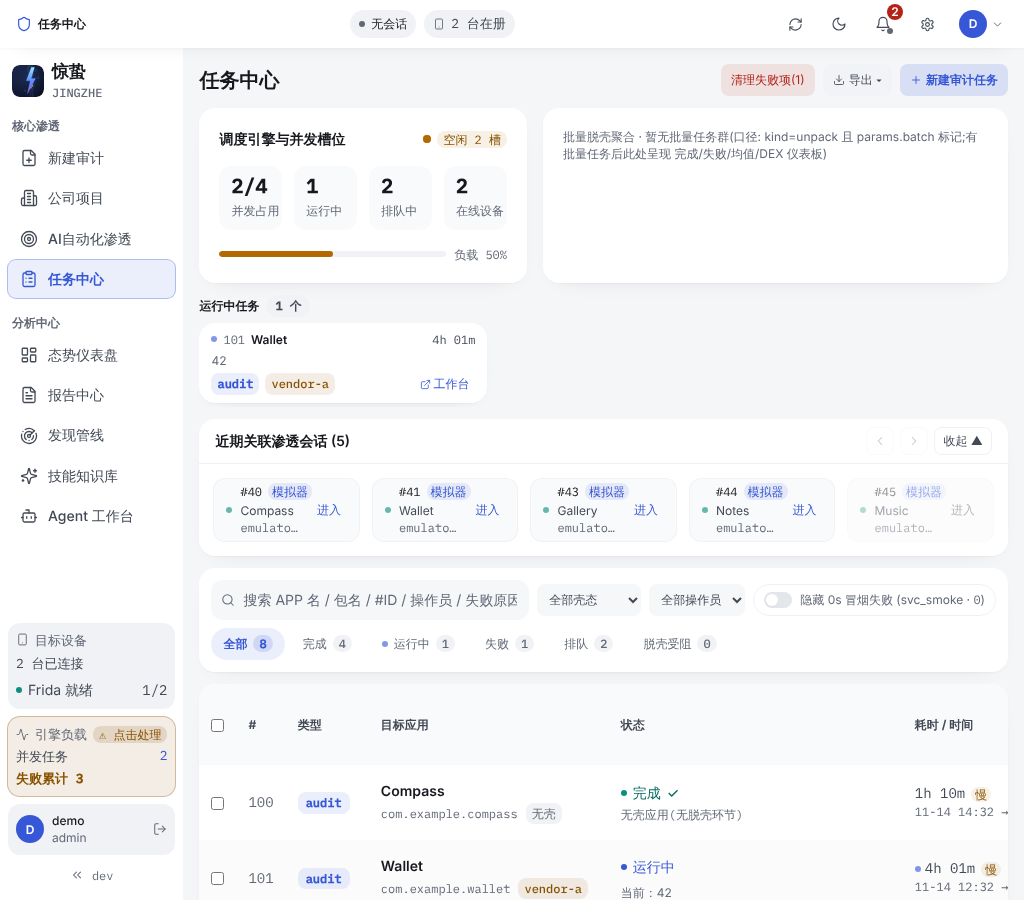 任务中心
无会话
2 台在册
2
D
惊蛰
JINGZHE
核心渗透
新建审计
公司项目
AI自动化渗透
任务中心
分析中心
态势仪表盘
报告中心
发现管线
技能知识库
Agent 工作台
目标设备
2 台已连接
Frida 就绪 1/2
引擎负载 ⚠ 点击处理
并发任务 2
失败累计 3
D
demo
admin
« dev
任务中心
清理失败项(1)
导出
+ 新建审计任务
调度引擎与并发槽位
空闲 2 槽
2/4 1 2 2
并发占用 运行中 排队中 在线设备
负载 50%
批量脱壳聚合 · 暂无批量任务群(口径: kind=unpack 且 params.batch 标记;有
批量任务后此处呈现 完成/失败/均值/DEX 仪表板)
运行中任务 1 个
101 Wallet 4h 01m
42
audit vendor-a 工作台
近期关联渗透会话 (5)
‹ › 收起 ▲
#40 模拟器
Compass 进入
emulato…
#41 模拟器
Wallet 进入
emulato…
#43 模拟器
Gallery 进入
emulato…
#44 模拟器
Notes 进入
emulato…
#45 模拟器
Music 进入
emulato…
搜索 APP 名 / 包名 / #ID / 操作员 / 失败原因
全部壳态
全部操作员
隐藏 0s 冒烟失败 (svc_smoke · 0)
全部 8 完成 4 运行中 1 失败 1 排队 2 脱壳受阻 0
# 类型 目标应用 状态 耗时 / 时间
100 audit Compass 完成 ✓ 1h 10m 慢
com.example.compass 无壳 无壳应用(无脱壳环节) 11-14 14:32 →
101 audit Wallet 运行中 4h 01m 慢
com.example.wallet vendor-a 当前：42 11-14 12:32 →